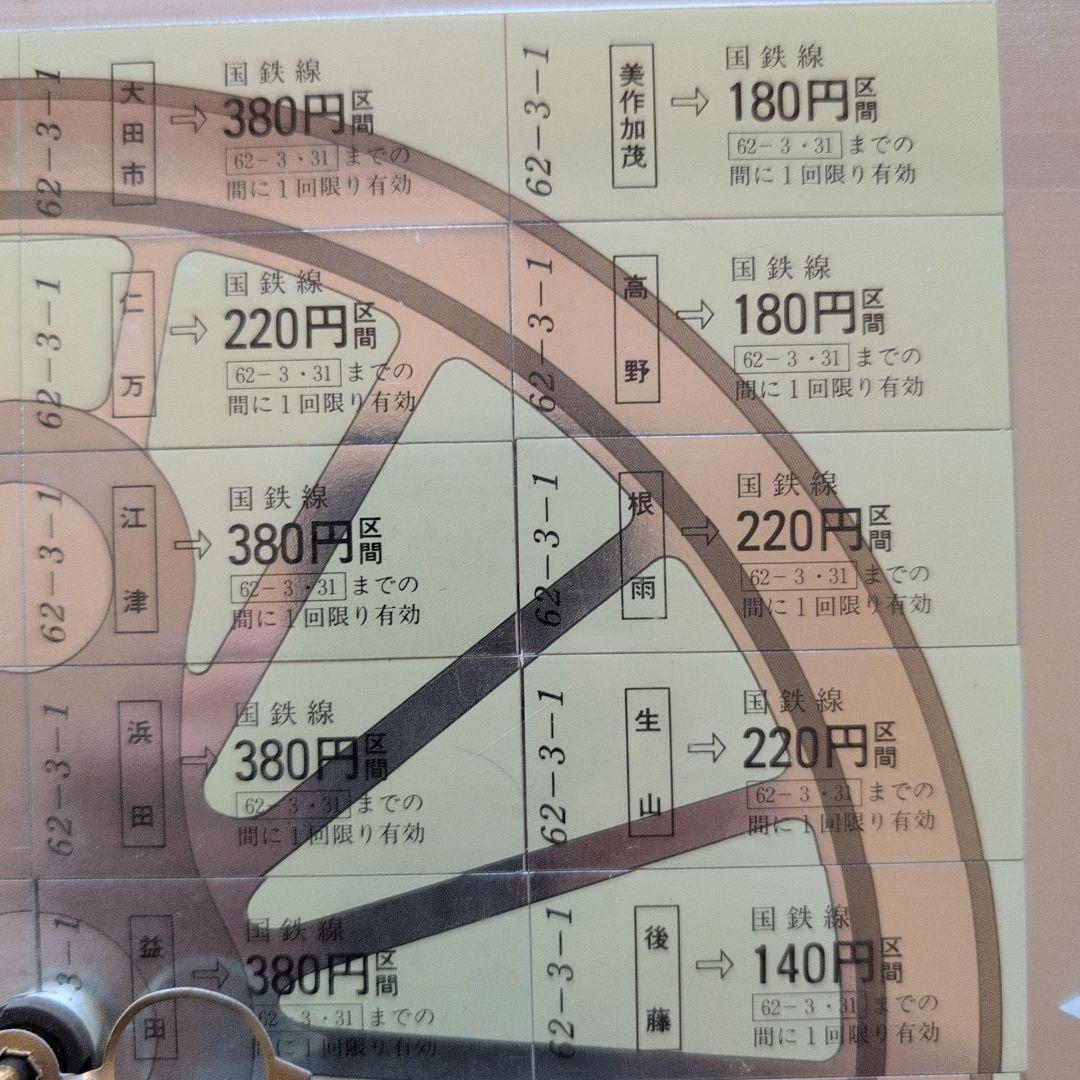 62-3-1
大田市
⇨
国鉄線
380円区間
62-3・31までの
間に1回限り有効
62-3-1
美作加茂
⇨
国鉄線
180円区間
62-3・31までの
間に1回限り有効
62-3-1
仁万
⇨
国鉄線
220円区間
62-3・31までの
間に1回限り有効
62-3-1
高野
⇨
国鉄線
180円区間
62-3・31までの
間に1回限り有効
62-3-1
江津
⇨
国鉄線
380円区間
62-3・31までの
間に1回限り有効
62-3-1
根雨
⇨
国鉄線
220円区間
62-3・31までの
間に1回限り有効
62-3-1
浜田
⇨
国鉄線
380円区間
62-3・31までの
間に1回限り有効
62-3-1
生山
⇨
国鉄線
220円区間
62-3・31までの
間に1回限り有効
3-1
益田
⇨
国鉄線
380円区間
62 3・31までの
間に1回限り有効
62-3-1
後藤
⇨
国鉄線
140円区間
62-3・31までの
間に1回限り有効